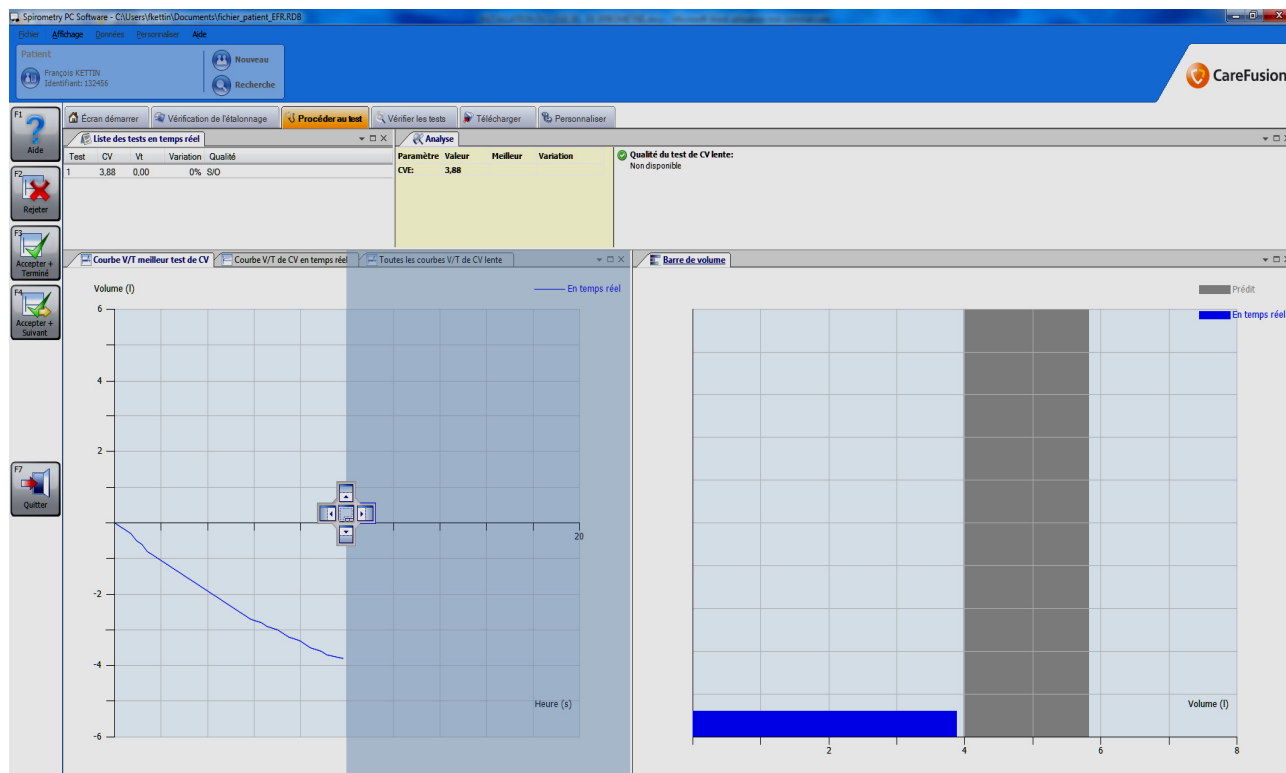 Spirometry PC Software - C:\Users\fkettin\Documents\fichier_patient_EFR.RDB
Fichier Affichage Données Personnaliser Aide
Patient
François KETTIN
Identifiant: 132456
Nouveau
Recherche
CareFusion
F1
Aide
F2
Rejeter
F3
Accepter +
Terminé
F4
Accepter +
Suivant
F7
Quitter
Écran démarrer Vérification de l'étalonnage Procéder au test Vérifier les tests Télécharger Personnaliser
Liste des tests en temps réel
Test CV Vt Variation Qualité
1 3,88 0,00 0% S/O
Analyse
Paramètre Valeur Meilleur Variation
CVE: 3,88
Qualité du test de CV lente:
Non disponible
Courbe V/T meilleur test de CV Courbe V/T de CV en temps réel Toutes les courbes V/T de CV lente
Volume (l)
En temps réel
6
4
2
-2
-4
-6
20
Heure (s)
Barre de volume
Prédit
En temps réel
Volume (l)
2 4 6 8